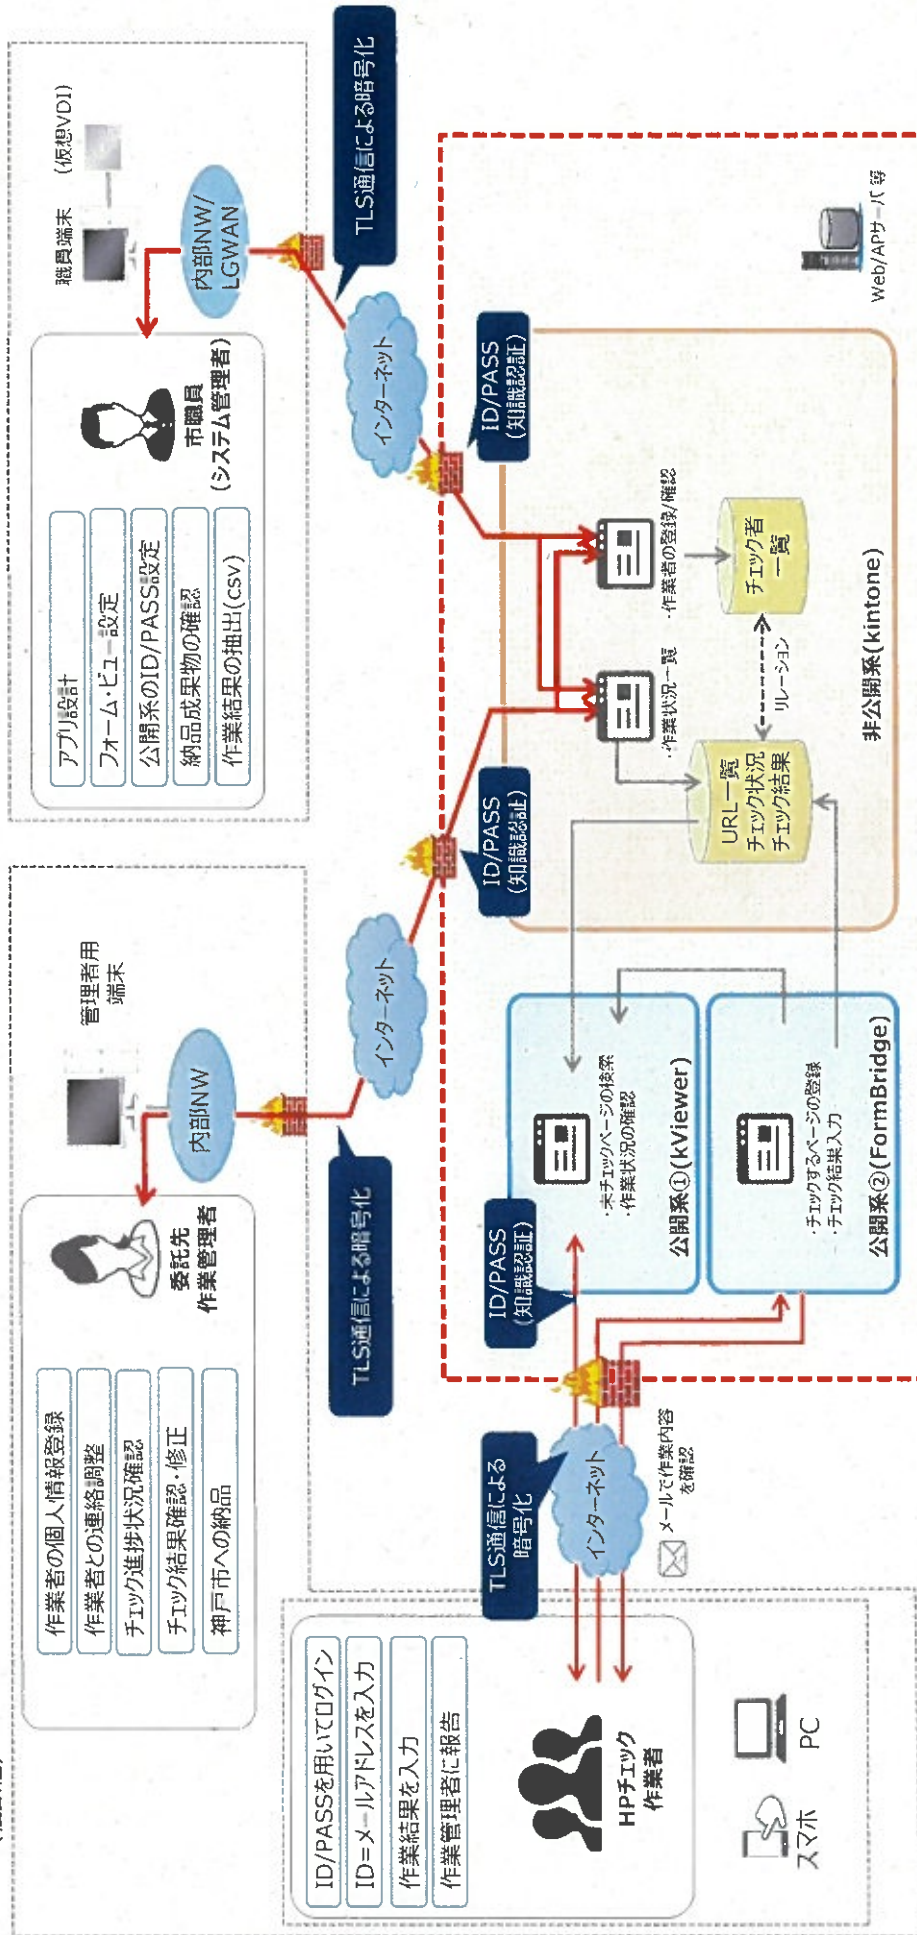 作業者の個人情報登録
作業者との連絡調整
チェック進捗状況確認
チェック結果確認・修正
神戸市への納品
委託先
作業管理者
管理者用
端末
内部NW
TLS通信による暗号化
インターネット
アプリ設計
フォーム・ビュー設定
公開系のID/PASS設定
納品成果物の確認
作業結果の抽出(csv)
市職員
(システム管理者)
職員端末
(仮想VDI)
内部NW/
LGWAN
TLS通信による暗号化
インターネット
ID/PASSを用いてログイン
ID=メールアドレスを入力
作業結果を入力
作業管理者に報告
HPチェック
作業者
スマホ
PC
TLS通信による
暗号化
インターネット
メールで作業内容
を確認
ID/PASS
(知識認証)
・未チェックページの検索
・作業状況の確認
公開系①(kViewer)
・チェックするページの登録
・チェック結果入力
公開系②(FormBridge)
ID/PASS
(知識認証)
ID/PASS
(知識認証)
・作業状況一覧
・作業者の登録/確認
URL一覧
チェック状況
チェック結果
リレーション
チェック者
一覧
非公開系(kintone)
Web/APサーバ等